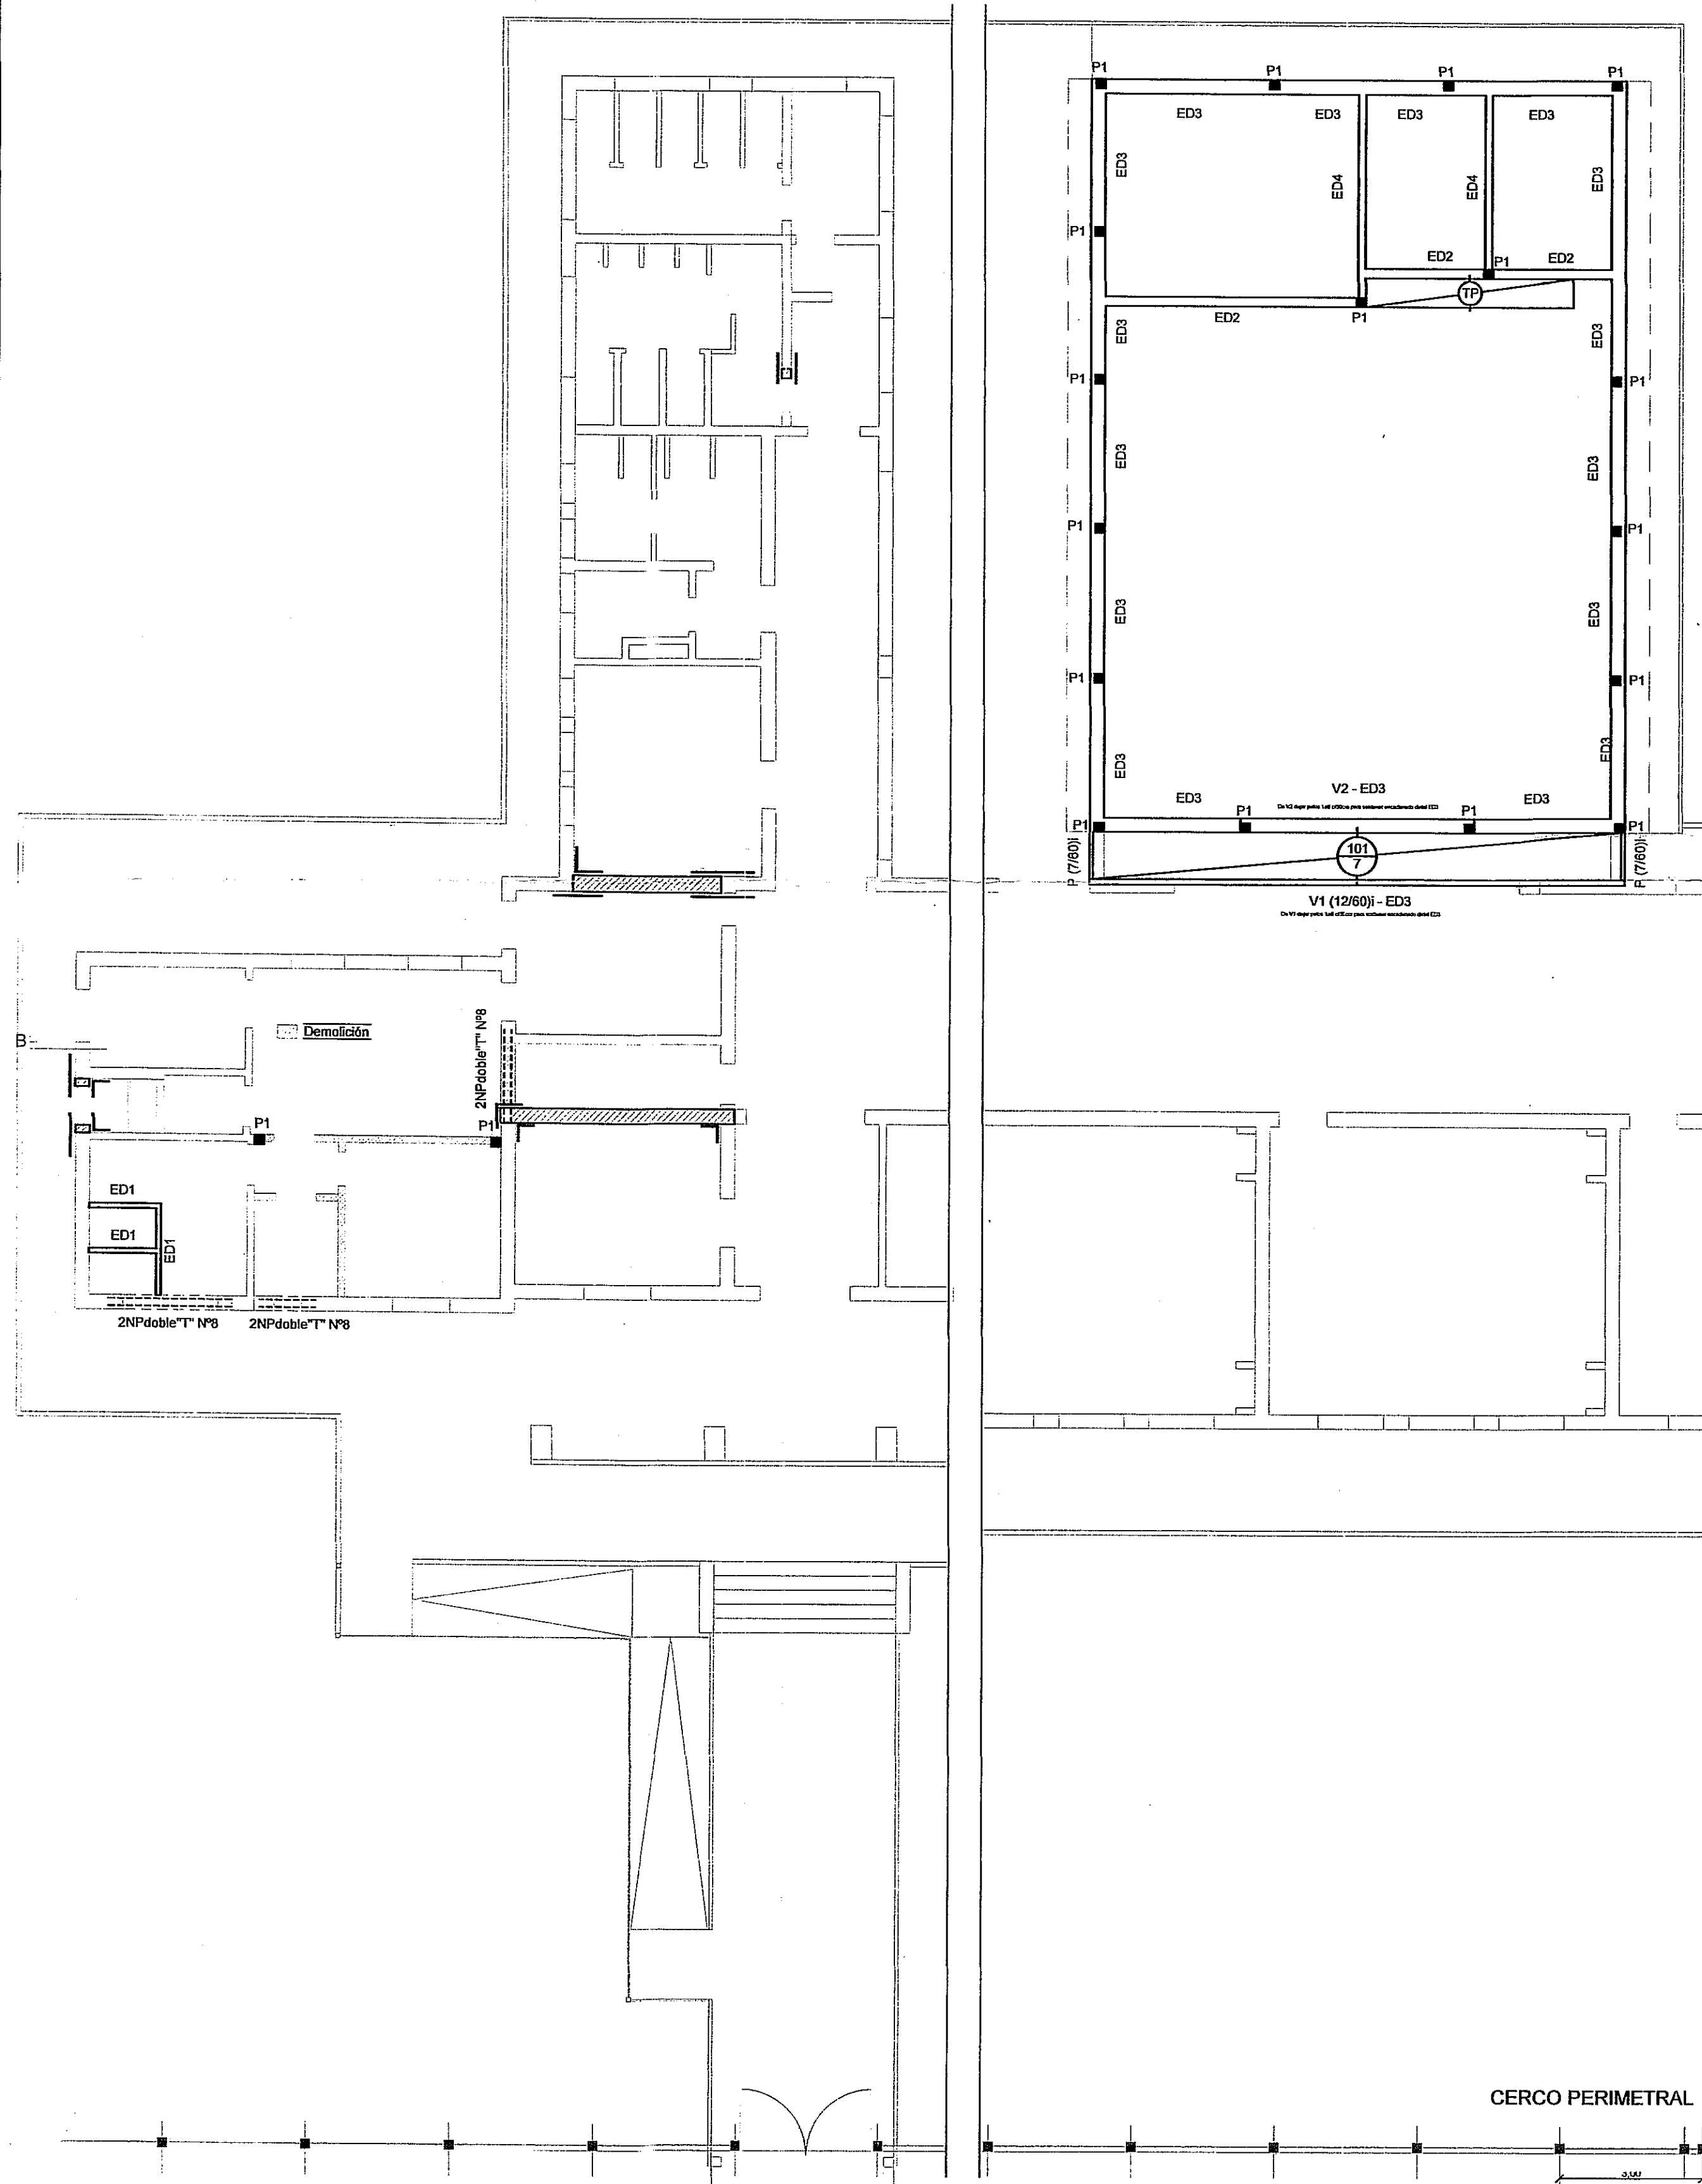 P1 P1 P1 P1
ED3 ED3 ED3 ED3
ED3
ED4
ED4
ED3
P1
ED2 P1 ED2
TP
ED2 P1
ED3
ED3
P1 P1
ED3
ED3
P1 P1
ED3
ED3
P1 P1
ED3
ED3
V2 - ED3
ED3 ED3
P1 P1
P1 P1
P (7/60)i
101
7
P (7/60)i
V1 (12/60)i - ED3
B
Demolición
2NPdoble"T" Nº8
P1
P1
ED1
ED1
ED1
2NPdoble"T" Nº8 2NPdoble"T" Nº8
CERCO PERIMETRAL
3,00